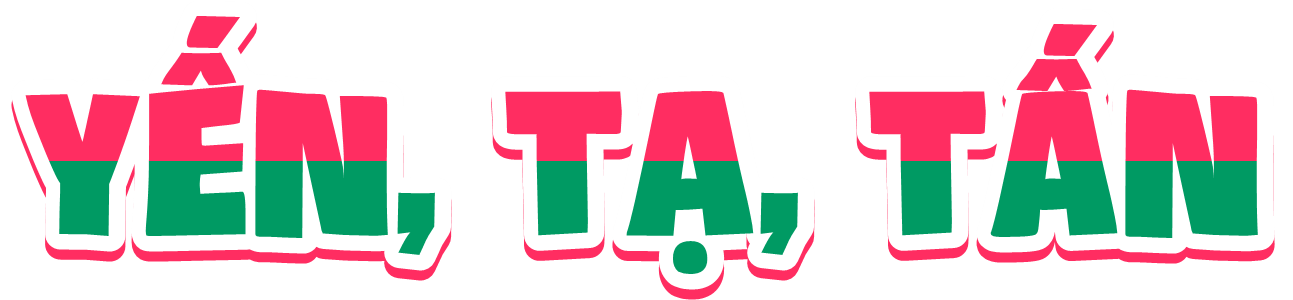 YẾN, TẠ, TẤN